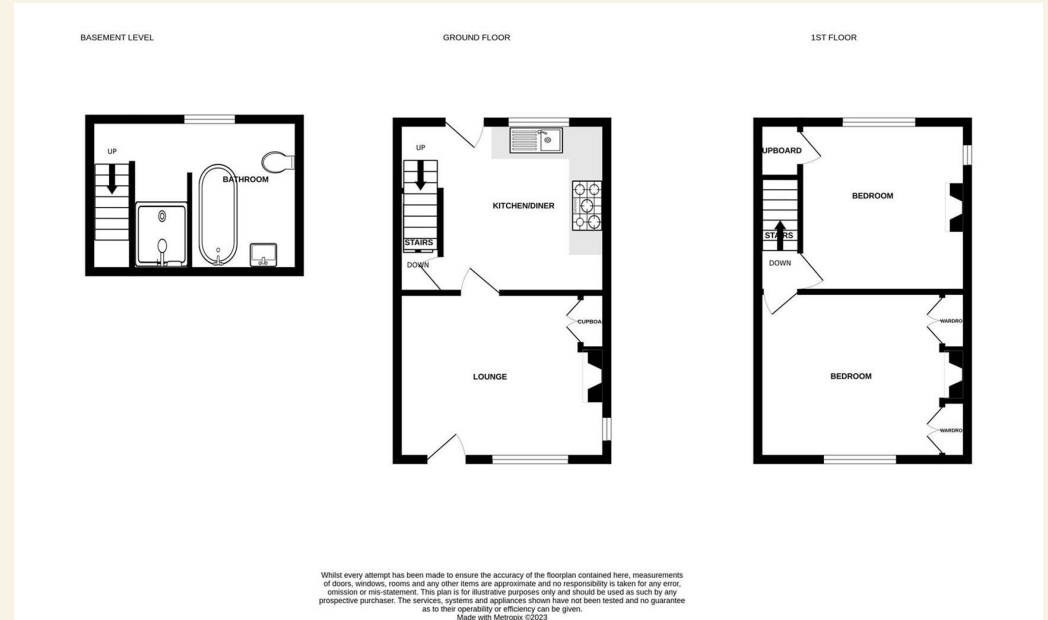 BASEMENT LEVEL
GROUND FLOOR
1ST FLOOR
UP
BATHROOM
UP
KITCHEN/DINER
STAIRS
DOWN
CUPBOA
LOUNGE
UPBOARD
BEDROOM
STAIRS
DOWN
WARDRO
BEDROOM
WARDRO
Whilst every attempt has been made to ensure the accuracy of the floorplan contained here, measurements
of doors, windows, rooms and any other items are approximate and no responsibility is taken for any error,
omission or mis-statement. This plan is for illustrative purposes only and should be used as such by any
prospective purchaser. The services, systems and appliances shown have not been tested and no guarantee
as to their operability or efficiency can be given.
Made with Metropix ©2023